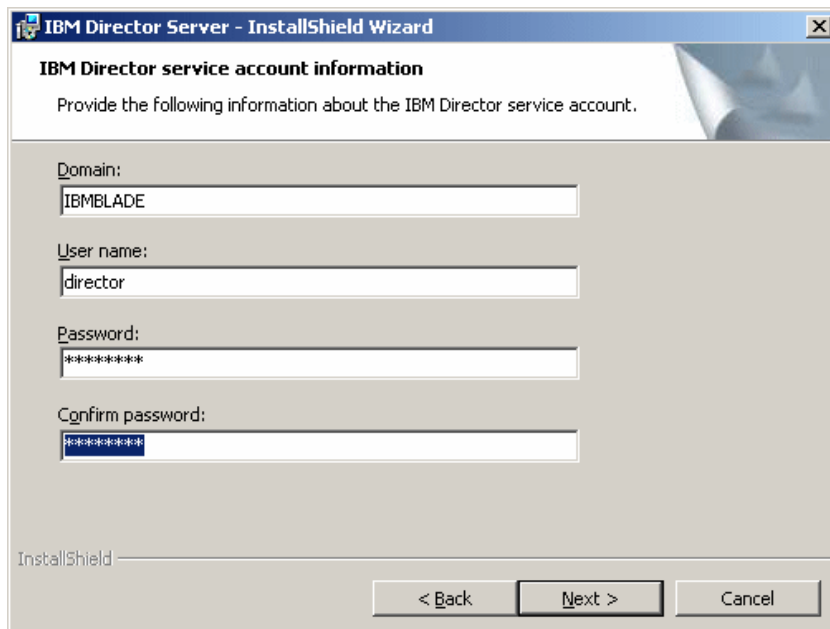 IBM Director Server - InstallShield Wizard
IBM Director service account information
Provide the following information about the IBM Director service account.
Domain:
IBMBLADE
User name:
director
Password:
********
Confirm password:
********
InstallShield
< Back
Next >
Cancel